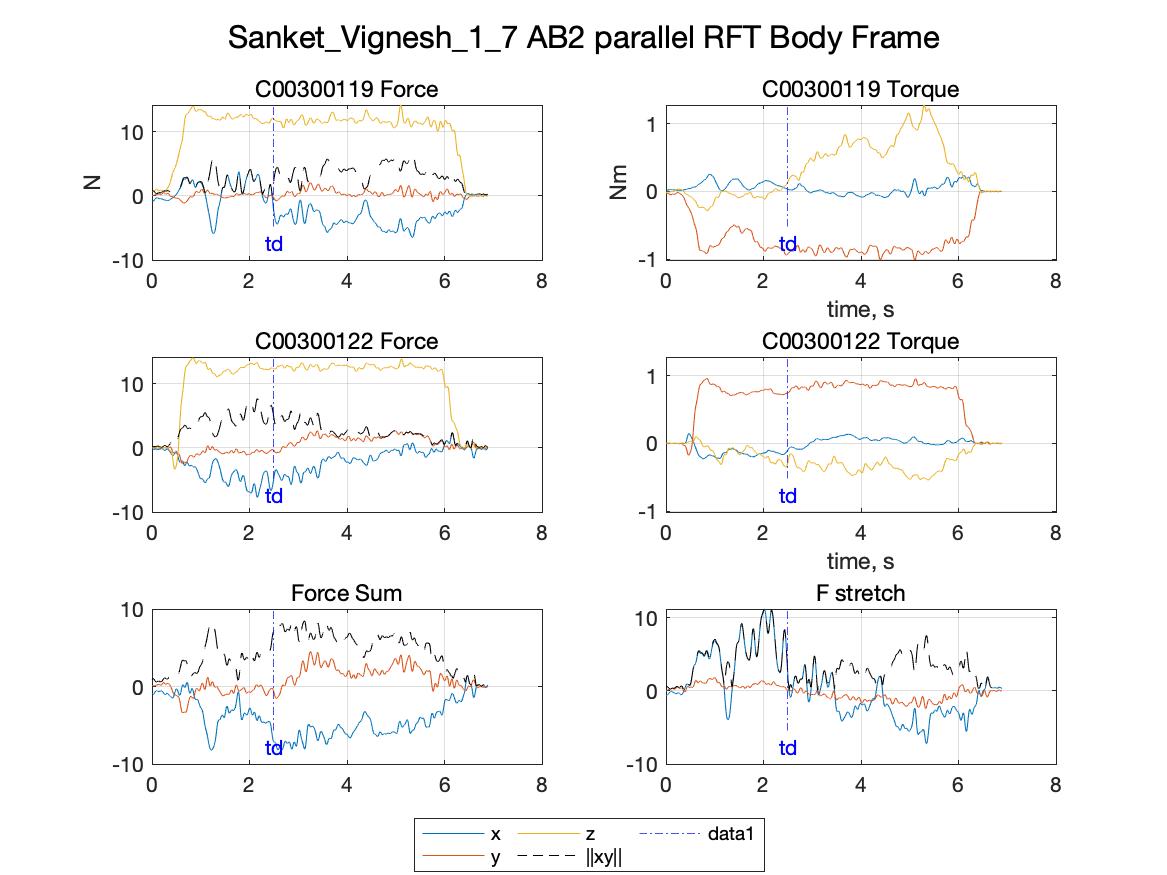 Sanket_Vignesh_1_7 AB2 parallel RFT Body Frame
C00300119 Force
N
10
0
-10
td
0 2 4 6 8
C00300119 Torque
Nm
1
0
-1
td
0 2 4 6 8
time, s
C00300122 Force
10
0
-10
td
0 2 4 6 8
C00300122 Torque
1
0
-1
td
0 2 4 6 8
time, s
Force Sum
10
0
-10
td
0 2 4 6 8
F stretch
10
0
-10
td
0 2 4 6 8
x z data1
y ||xy||